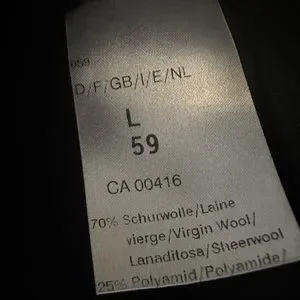 059
D/F/GB/I/E/NL
L
59
CA 00416
70% Schurwolle/Laine
vierge/Virgin Wool/
Lanaditosa/Sheerwool
25% Polyamid/Polyamide/